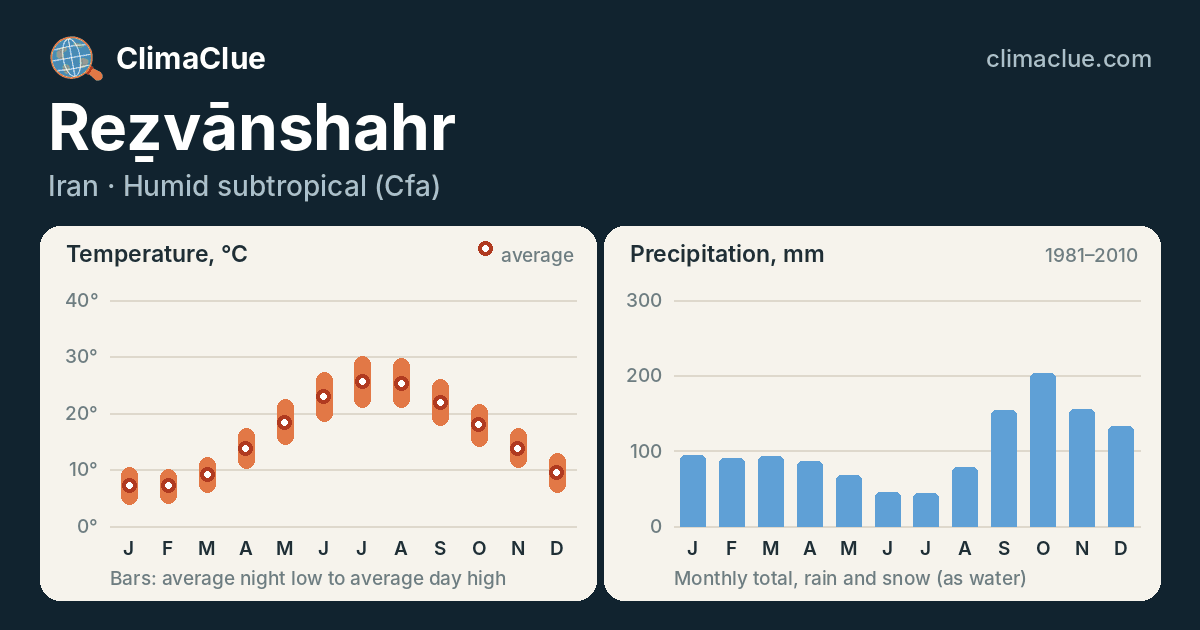 ClimaClue
climaclue.com
Reẕvānshahr
Iran · Humid subtropical (Cfa)
Temperature, °C
average
40°
30°
20°
10°
0°
J F M A M J J A S O N D
Bars: average night low to average day high
Precipitation, mm
1981–2010
300
200
100
0
J F M A M J J A S O N D
Monthly total, rain and snow (as water)